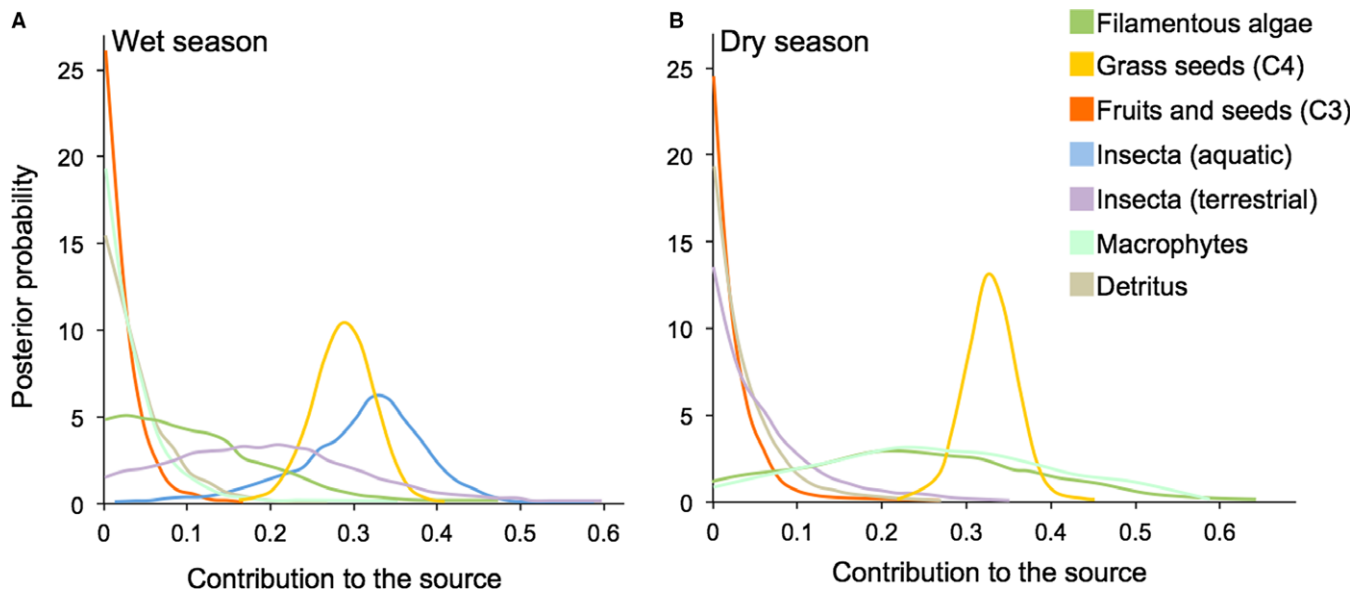 A
Wet season
25
20
15
10
5
0
0 0.1 0.2 0.3 0.4 0.5 0.6
Posterior probability
Contribution to the source
B
Dry season
25
20
15
10
5
0
0 0.1 0.2 0.3 0.4 0.5 0.6
Contribution to the source
Filamentous algae
Grass seeds (C4)
Fruits and seeds (C3)
Insecta (aquatic)
Insecta (terrestrial)
Macrophytes
Detritus